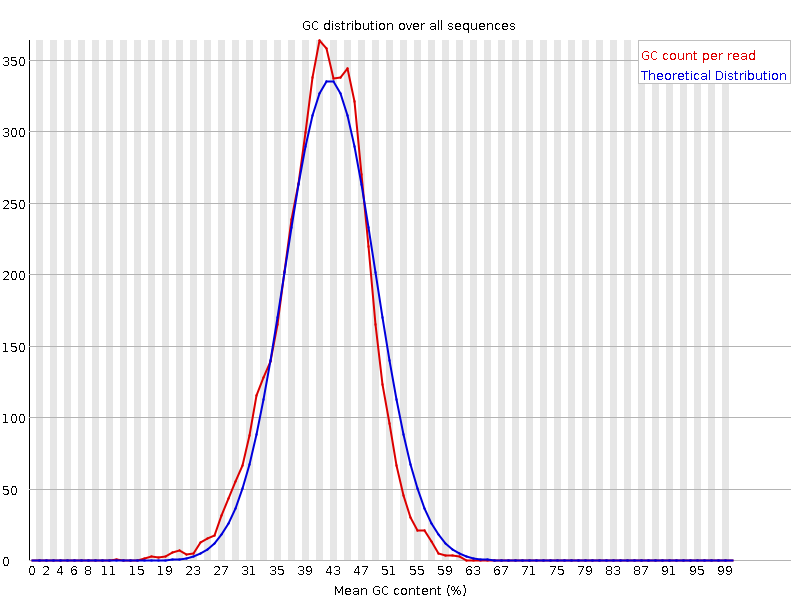 GC distribution over all sequences
GC count per read
Theoretical Distribution
350
300
250
200
150
100
50
0
0 2 4 6 8 11 15 19 23 27 31 35 39 43 47 51 55 59 63 67 71 75 79 83 87 91 95 99
Mean GC content (%)